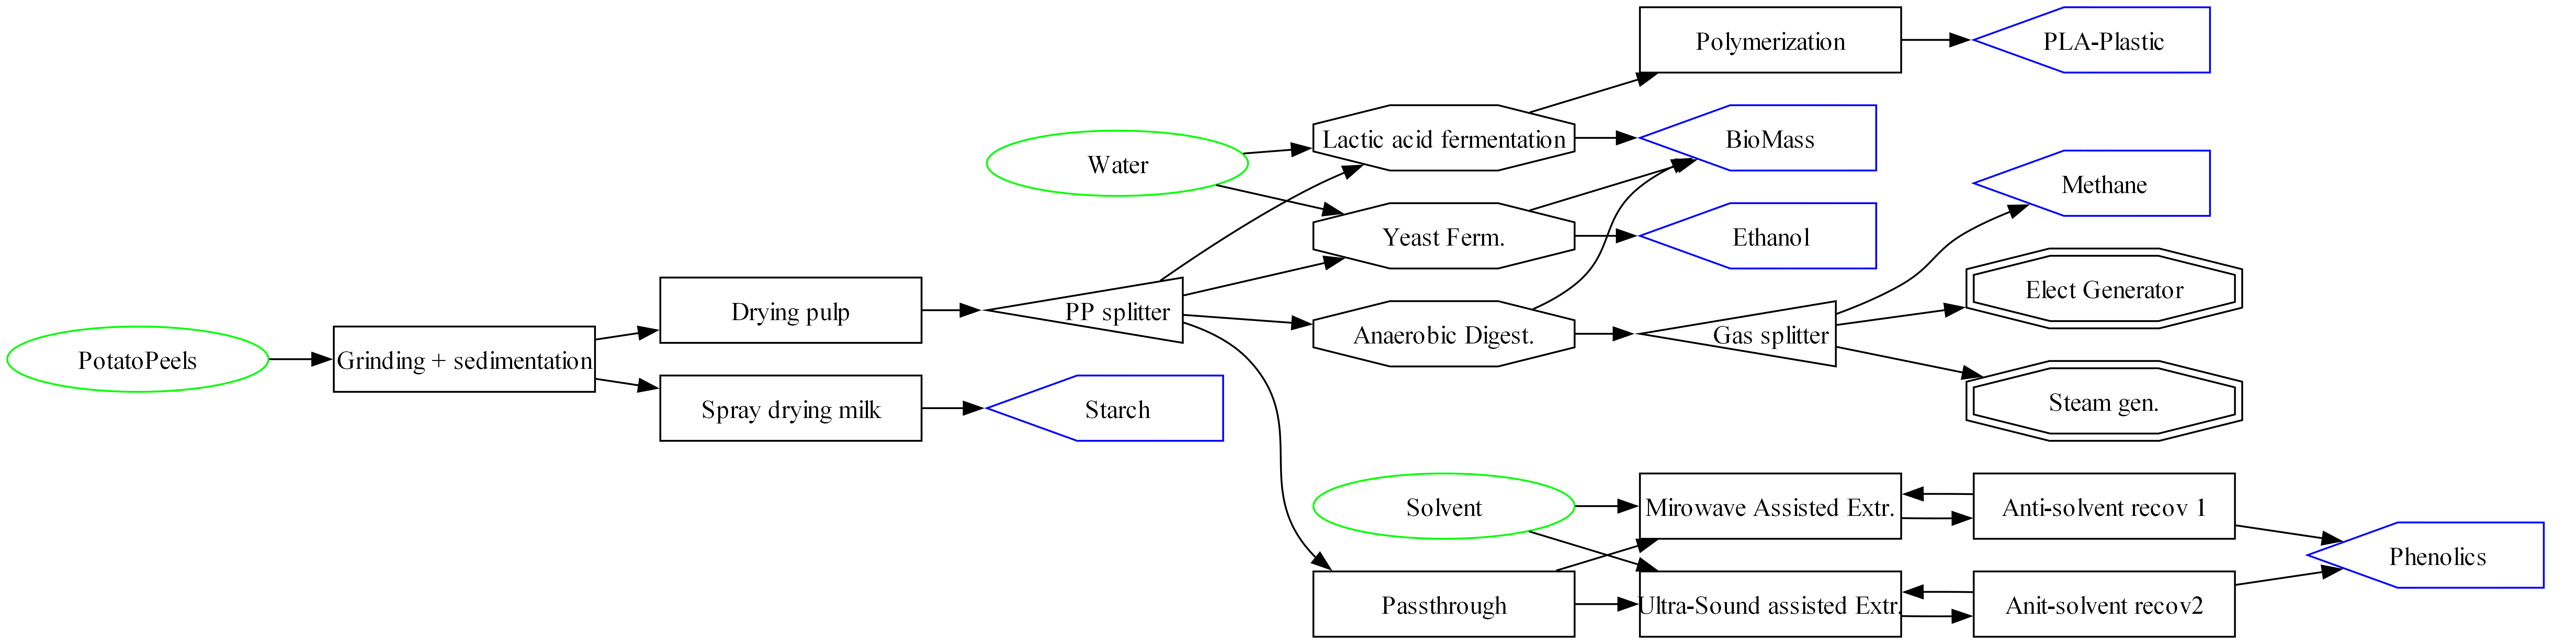 Polymerization
PLA-Plastic
Lactic acid fermentation
BioMass
Water
Methane
Yeast Ferm.
Ethanol
Elect Generator
Drying pulp
PP splitter
Anaerobic Digest.
Gas splitter
PotatoPeels
Grinding + sedimentation
Spray drying milk
Starch
Steam gen.
Solvent
Mirowave Assisted Extr.
Anti-solvent recov 1
Phenolics
Passthrough
Ultra-Sound assisted Extr.
Anit-solvent recov2